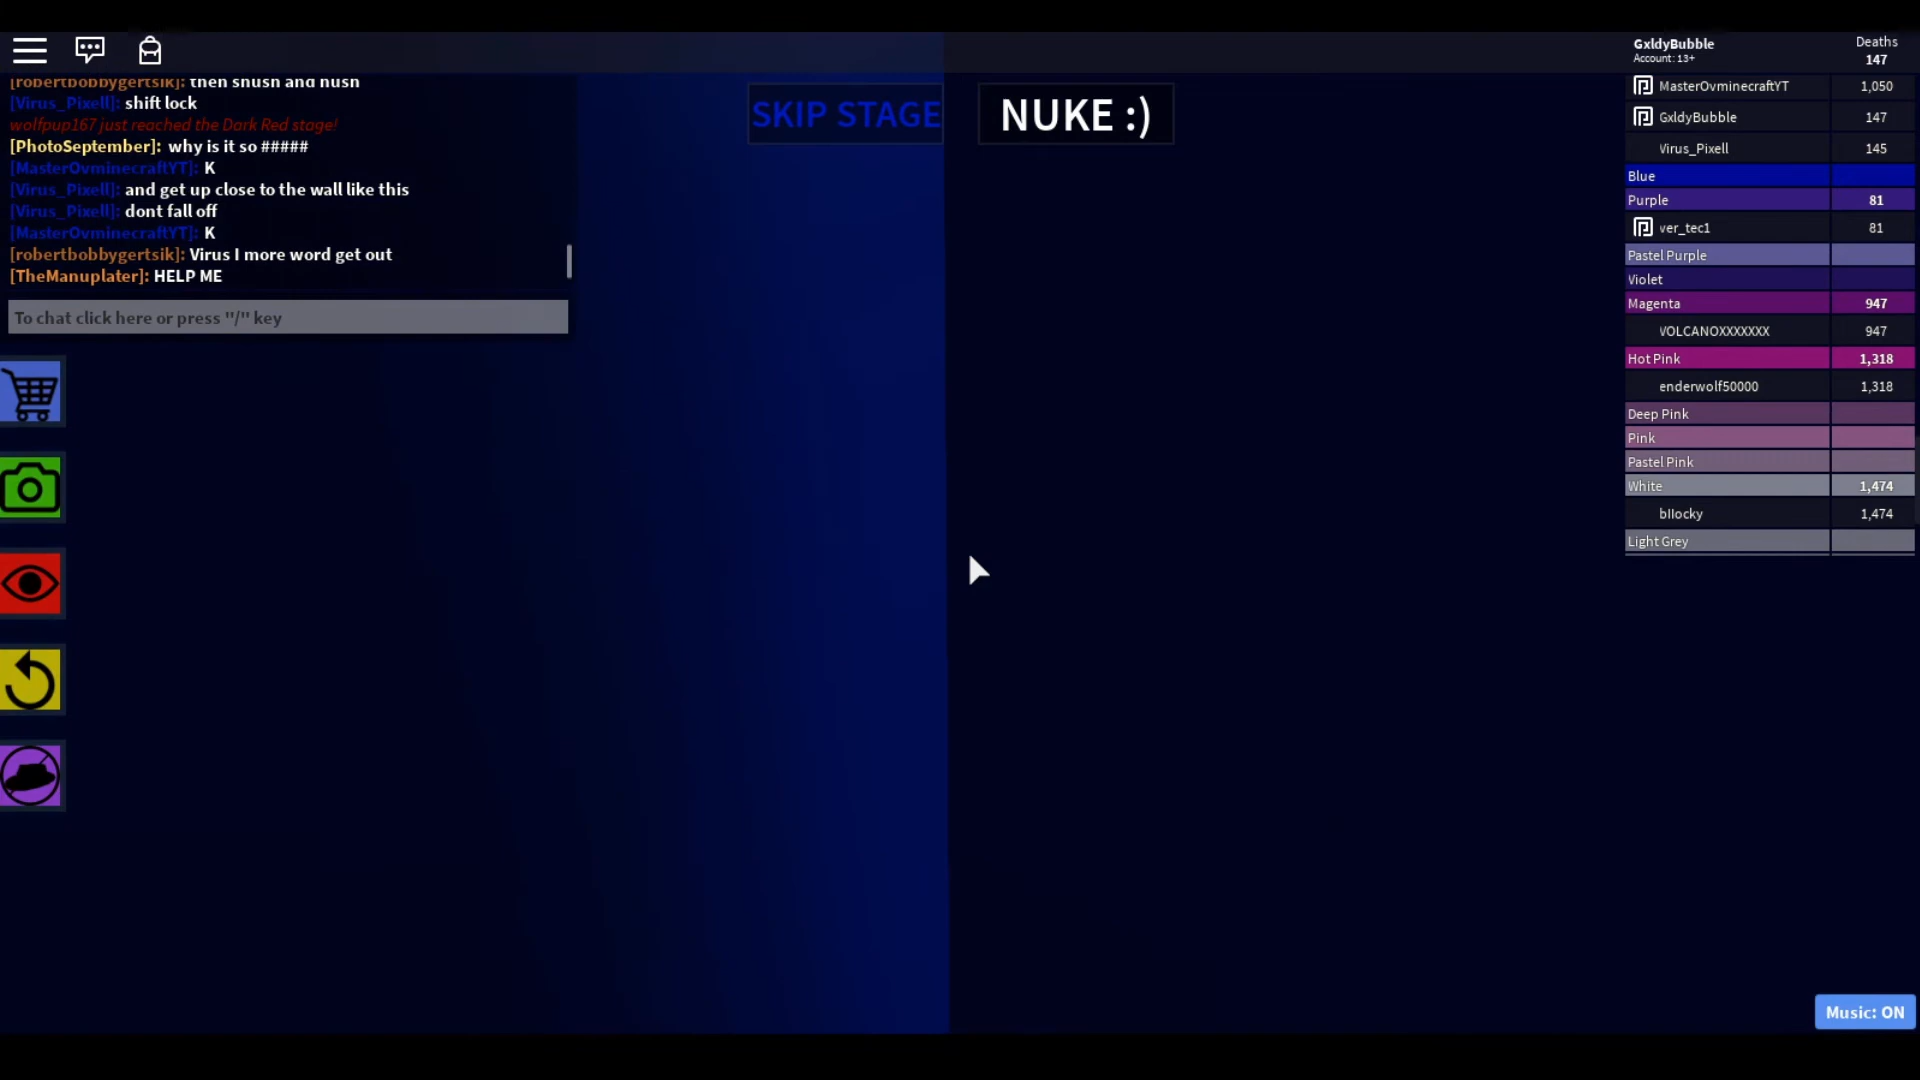 [robertbobbygertsik]: then shush and hush
[Virus_Pixell]: shift lock
wolfpup167 just reached the Dark Red stage!
[PhotoSeptember]: why is it so #####
[MasterOvminecraftYT]: K
[Virus_Pixell]: and get up close to the wall like this
[Virus_Pixell]: dont fall off
[MasterOvminecraftYT]: K
[robertbobbygertsik]: Virus I more word get out
[TheManuplater]: HELP ME
To chat click here or press "/" key
SKIP STAGE
NUKE :)
GxldyBubble Deaths
Account: 13+ 147
MasterOvminecraftYT 1,050
GxldyBubble 147
Virus_Pixell 145
Blue
Purple 81
ver_tec1 81
Pastel Purple
Violet
Magenta 947
VOLCANOXXXXXXX 947
Hot Pink 1,318
enderwolf50000 1,318
Deep Pink
Pink
Pastel Pink
White 1,474
bIIocky 1,474
Light Grey
Music: ON